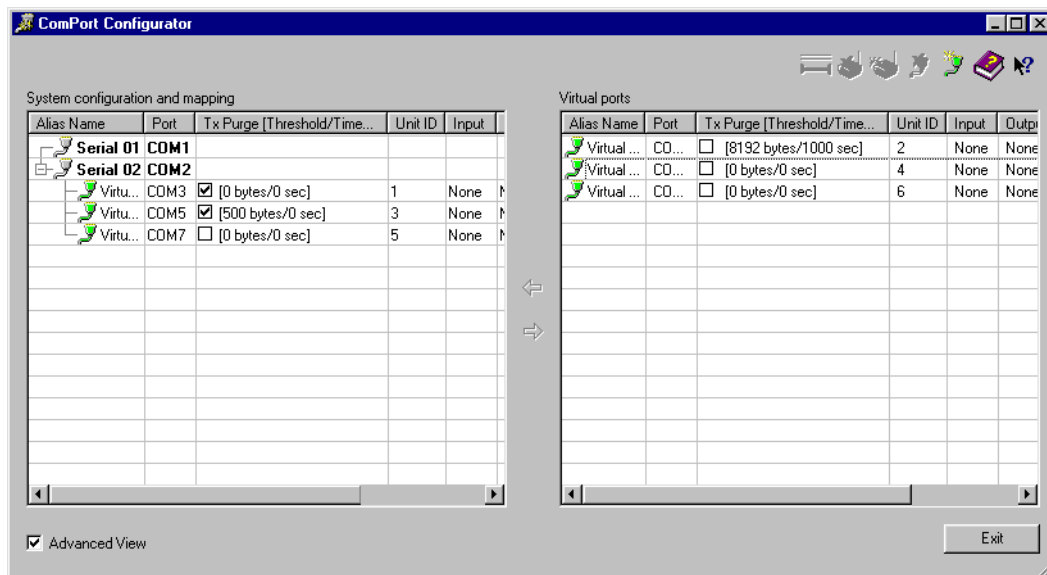 ComPort Configurator
System configuration and mapping
Alias Name Port Tx Purge [Threshold/Time... Unit ID Input
Serial 01 COM1
Serial 02 COM2
Virtu... COM3 [0 bytes/0 sec] 1 None N
Virtu... COM5 [500 bytes/0 sec] 3 None N
Virtu... COM7 [0 bytes/0 sec] 5 None N
Virtual ports
Alias Name Port Tx Purge [Threshold/Time... Unit ID Input Outpu
Virtual ... CO... [8192 bytes/1000 sec] 2 None None
Virtual ... CO... [0 bytes/0 sec] 4 None None
Virtual ... CO... [0 bytes/0 sec] 6 None None
Advanced View
Exit